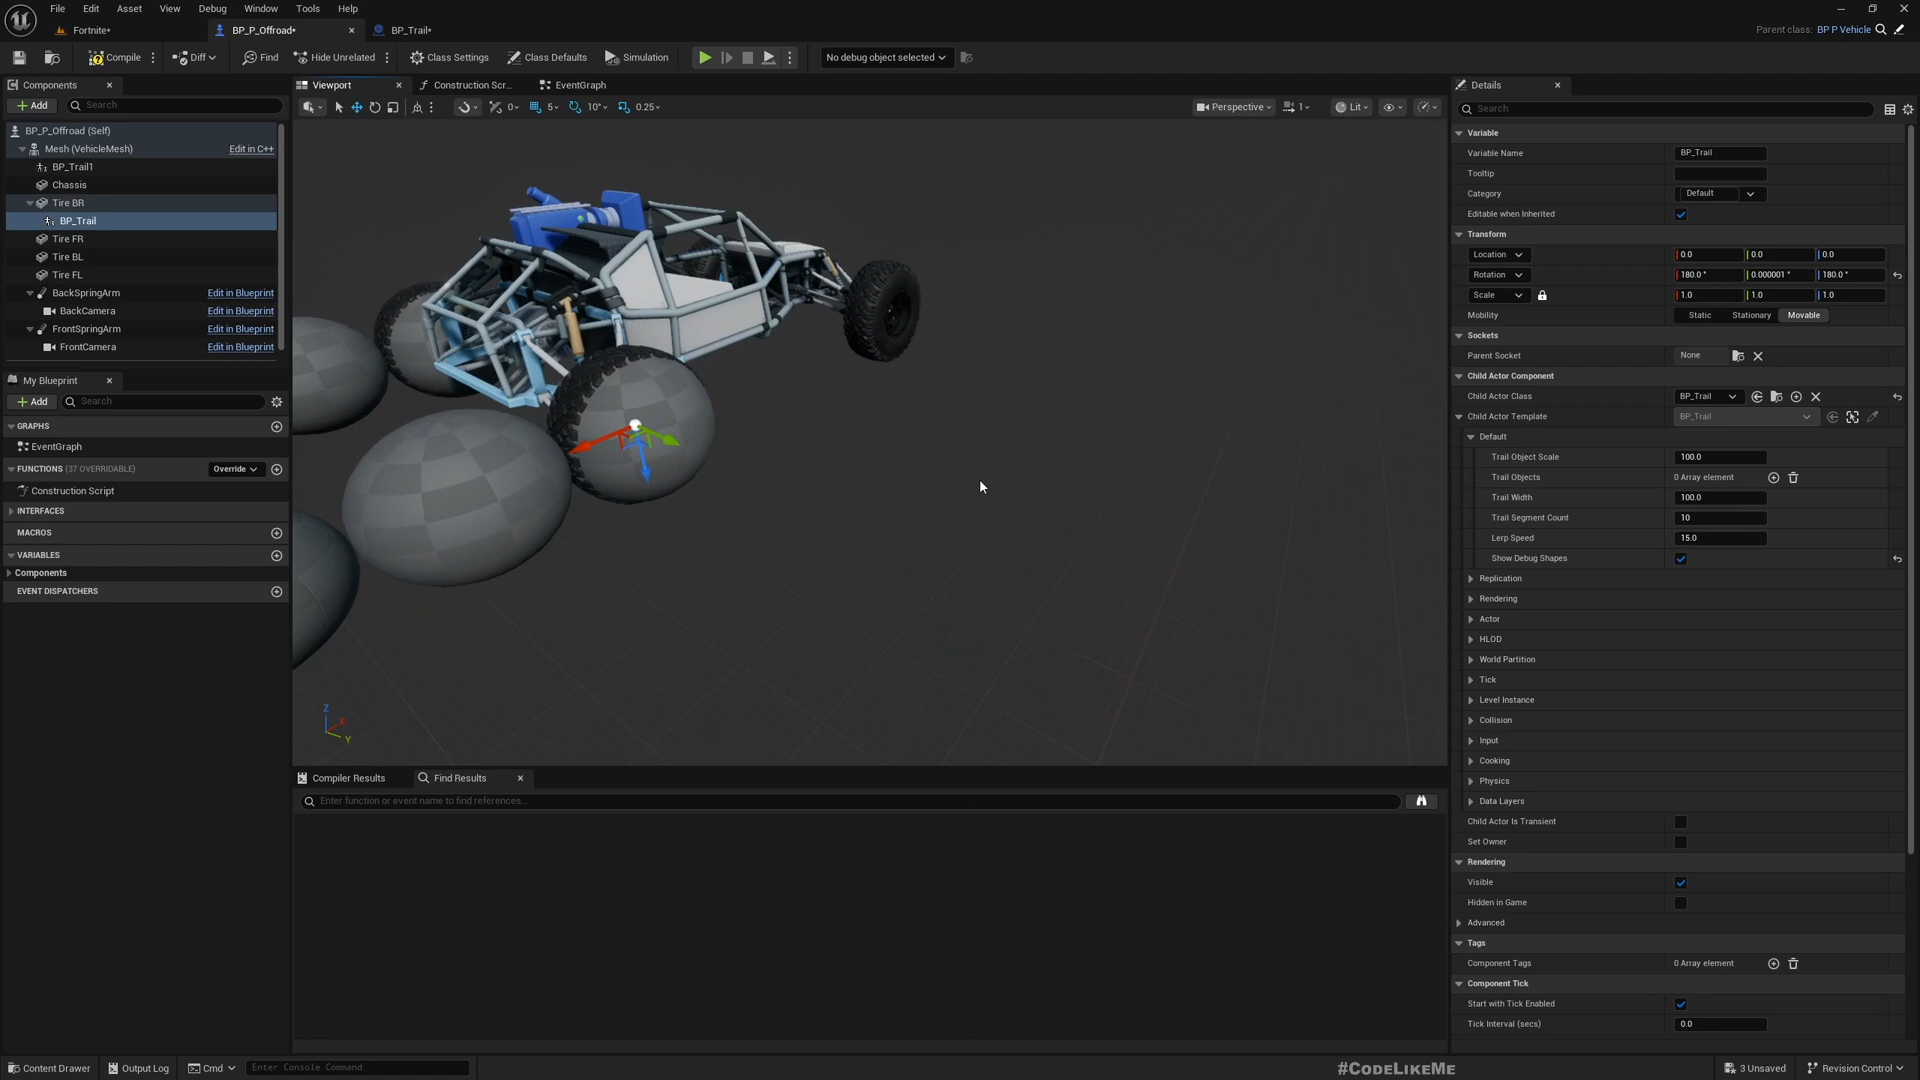 File Edit Asset View Debug Window Tools Help
Fortnite* BP_P_Offroad* BP_Trail* Parent class: BP P Vehicle
Compile Diff Find Hide Unrelated Class Settings Class Defaults Simulation No debug object selected
Components
Add Search
BP_P_Offroad (Self)
Mesh (VehicleMesh) Edit in C++
BP_Trail1
Chassis
Tire BR
BP_Trail
Tire FR
Tire BL
Tire FL
BackSpringArm Edit in Blueprint
BackCamera Edit in Blueprint
FrontSpringArm Edit in Blueprint
FrontCamera Edit in Blueprint
My Blueprint
Add Search
GRAPHS
EventGraph
FUNCTIONS (37 OVERRIDABLE) Override
Construction Script
INTERFACES
MACROS
VARIABLES
Components
EVENT DISPATCHERS
Viewport Construction Scr... EventGraph
0 5 10° 0.25 Perspective 1 Lit
Z X Y
Compiler Results Find Results
Enter function or event name to find references...
Details
Search
Variable
Variable Name BP_Trail
Tooltip
Category Default
Editable when Inherited
Transform
Location 0.0 0.0 0.0
Rotation 180.0 ° 0.000001 ° 180.0 °
Scale 1.0 1.0 1.0
Mobility Static Stationary Movable
Sockets
Parent Socket None
Child Actor Component
Child Actor Class BP_Trail
Child Actor Template BP_Trail
Default
Trail Object Scale 100.0
Trail Objects 0 Array element
Trail Width 100.0
Trail Segment Count 10
Lerp Speed 15.0
Show Debug Shapes
Replication
Rendering
Actor
HLOD
World Partition
Tick
Level Instance
Collision
Input
Cooking
Physics
Data Layers
Child Actor Is Transient
Set Owner
Rendering
Visible
Hidden in Game
Advanced
Tags
Component Tags 0 Array element
Component Tick
Start with Tick Enabled
Tick Interval (secs) 0.0
Content Drawer Output Log Cmd Enter Console Command #CODELIKEME 3 Unsaved Revision Control